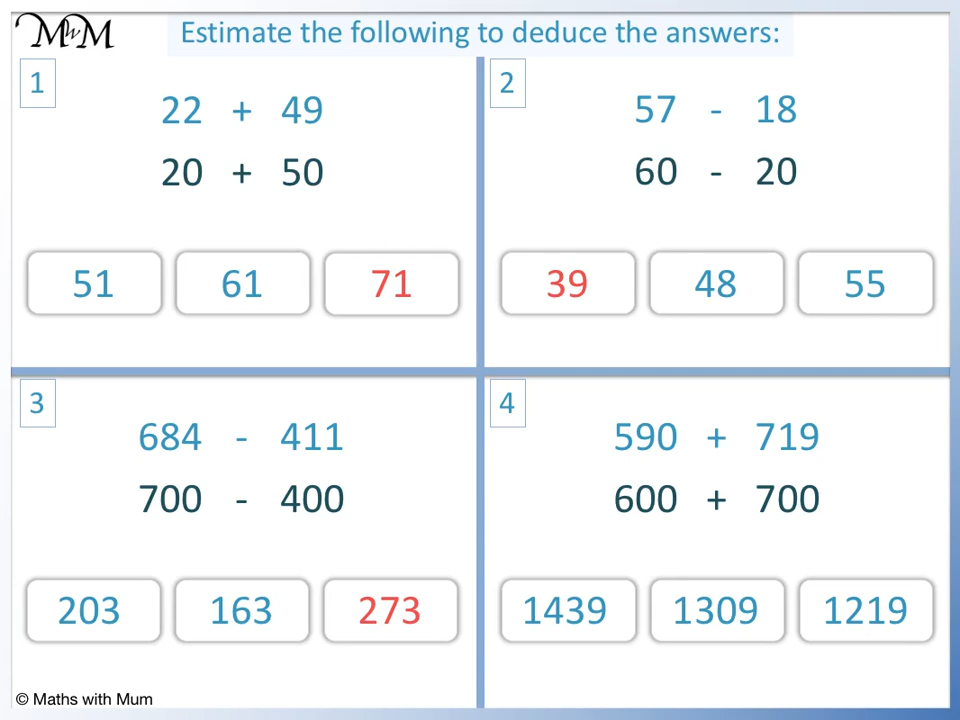 MwM
Estimate the following to deduce the answers:
1
22 + 49
20 + 50
51 61 71
2
57 - 18
60 - 20
39 48 55
3
684 - 411
700 - 400
203 163 273
4
590 + 719
600 + 700
1439 1309 1219
© Maths with Mum